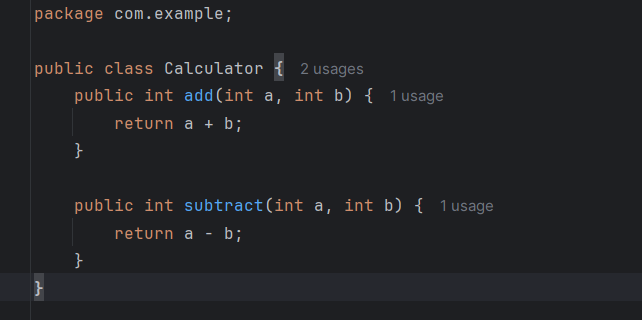 package com.example;
public class Calculator { 2 usages
    public int add(int a, int b) { 1 usage
        return a + b;
    }
    public int subtract(int a, int b) { 1 usage
        return a - b;
    }
}